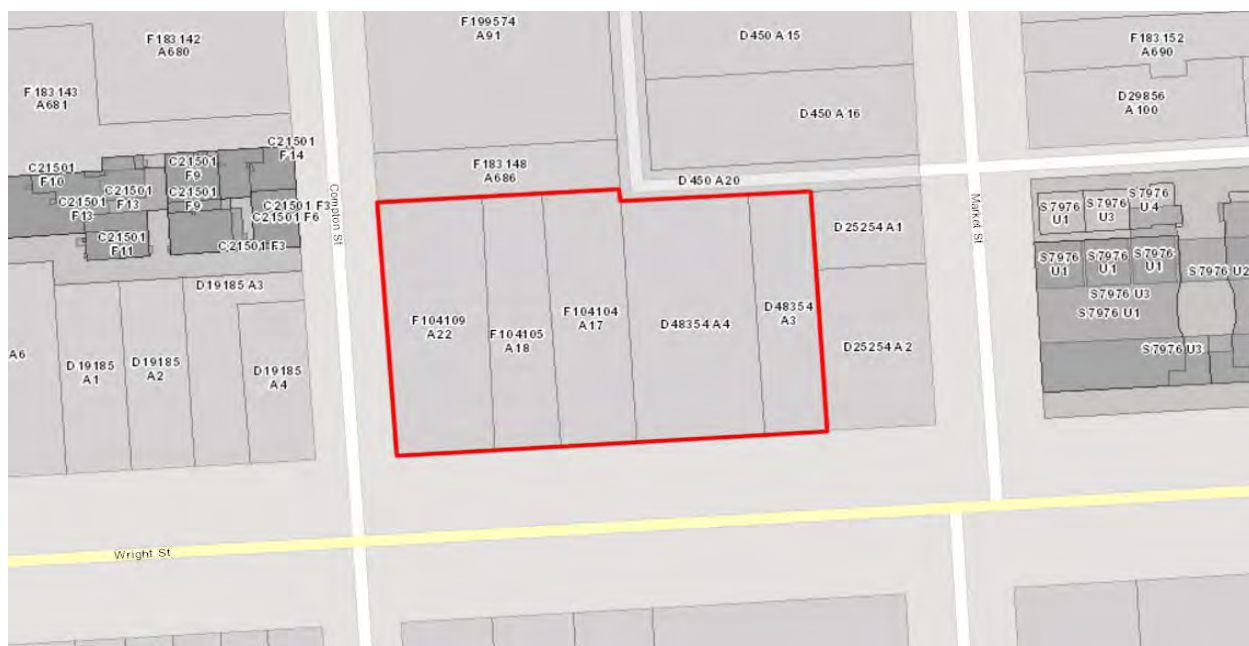 F183142
A680
F199574
A91
D450 A15
F183152
A690
F183143
A681
D29856
A100
D450 A16
C21501
F14
C21501
F10
C21501
F9
F183148
A686
D450 A20
C21501
F13
C21501
F13
C21501
F9
C21501 F3
C21501 F6
C21501
F11
C21501 F3
Compton St
Market St
S7976
U1
S7976
U3
S7976
U4
D25254 A1
S7976
U1
S7976
U1
S7976
U1
S7976 U2
S7976 U3
S7976 U1
S7976 U3
D19185 A3
F104109
A22
F104105
A18
F104104
A17
D48354 A4
D48354
A3
D25254 A2
A6
D19185
A1
D19185
A2
D19185
A4
Wright St